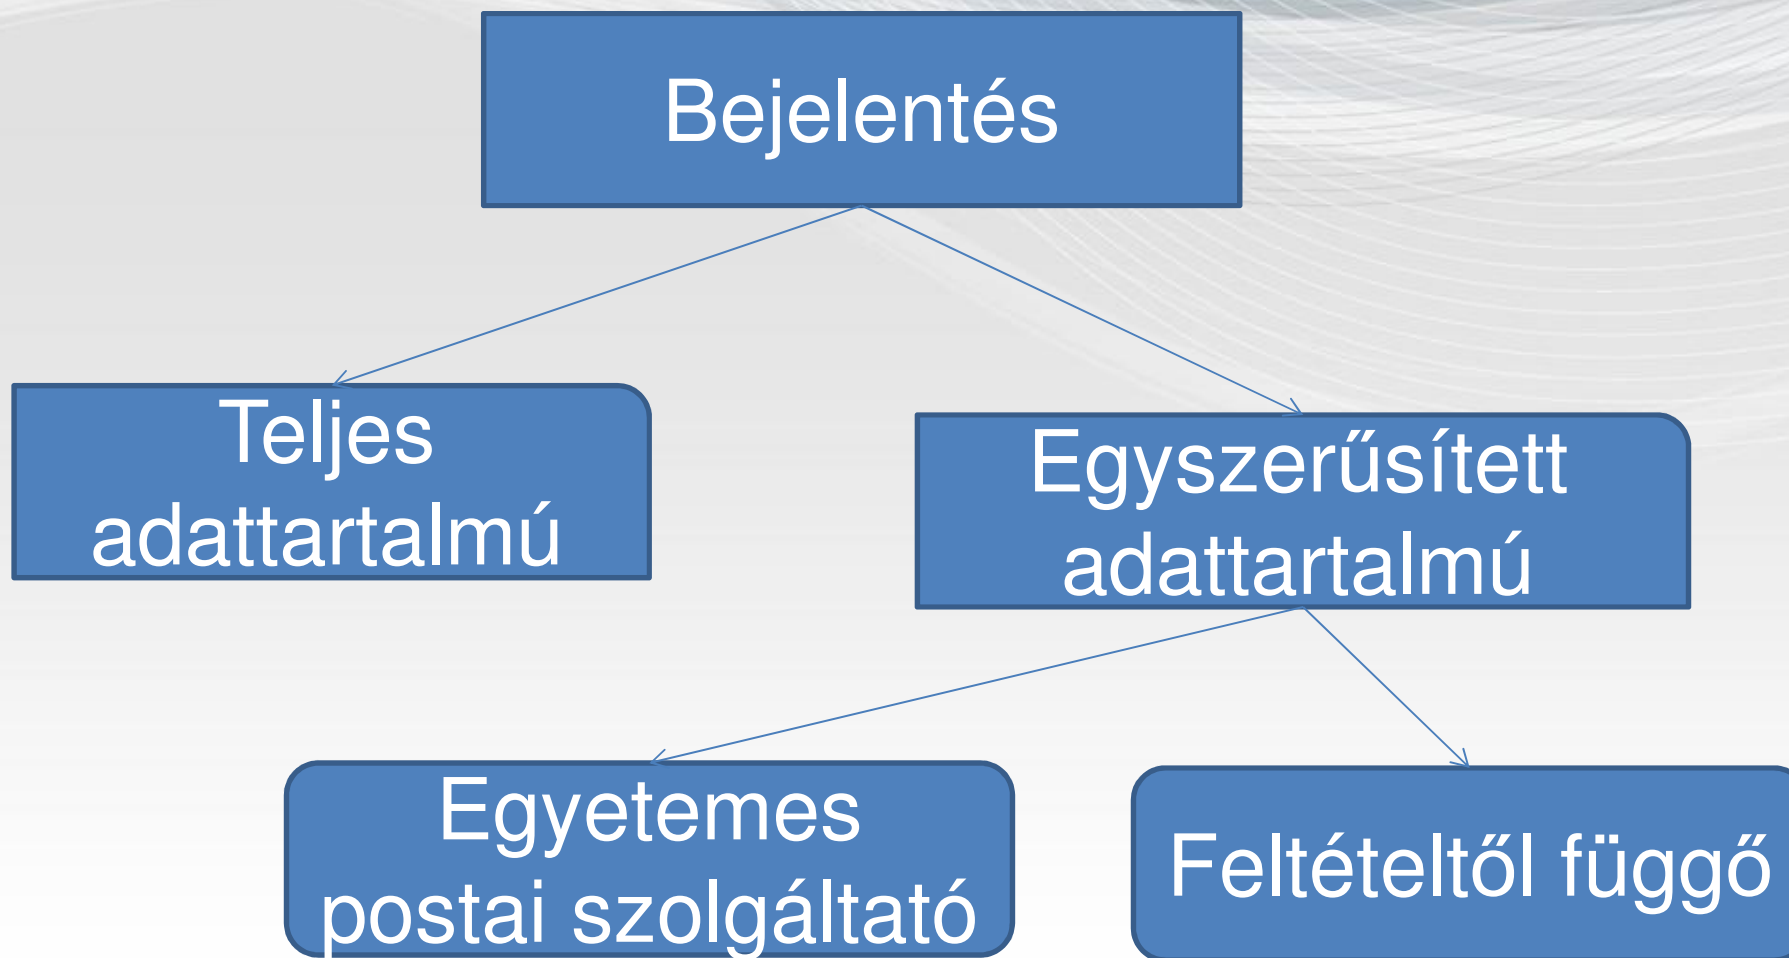 Bejelentés
Teljes
adattartalmú
Egyszerűsített
adattartalmú
Egyetemes
postai szolgáltató
Feltételtől függő